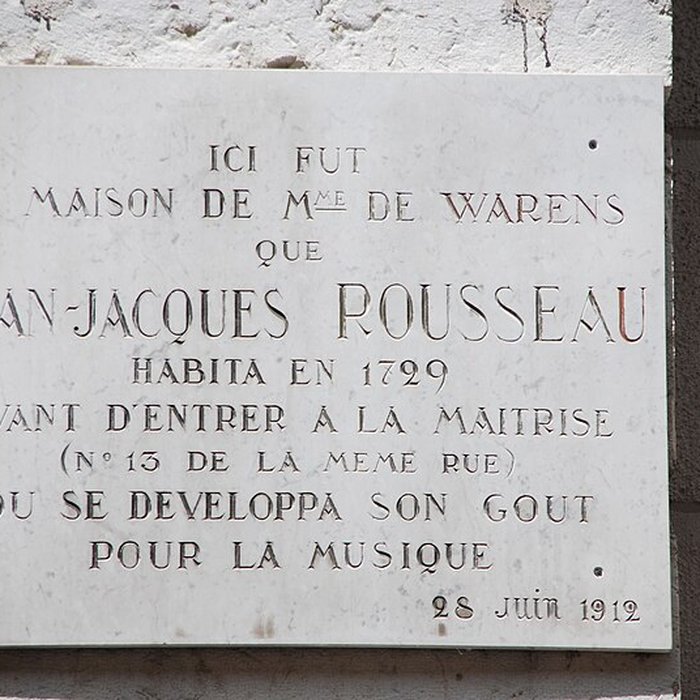 ICI FUT
MAISON DE MME DE WARENS
QUE
AN-JACQUES ROUSSEAU
HABITA EN 1729
VANT D'ENTRER A LA MAITRISE
(N° 13 DE LA MEME RUE)
OU SE DEVELOPPA SON GOUT
POUR LA MUSIQUE
28 Juin 1912